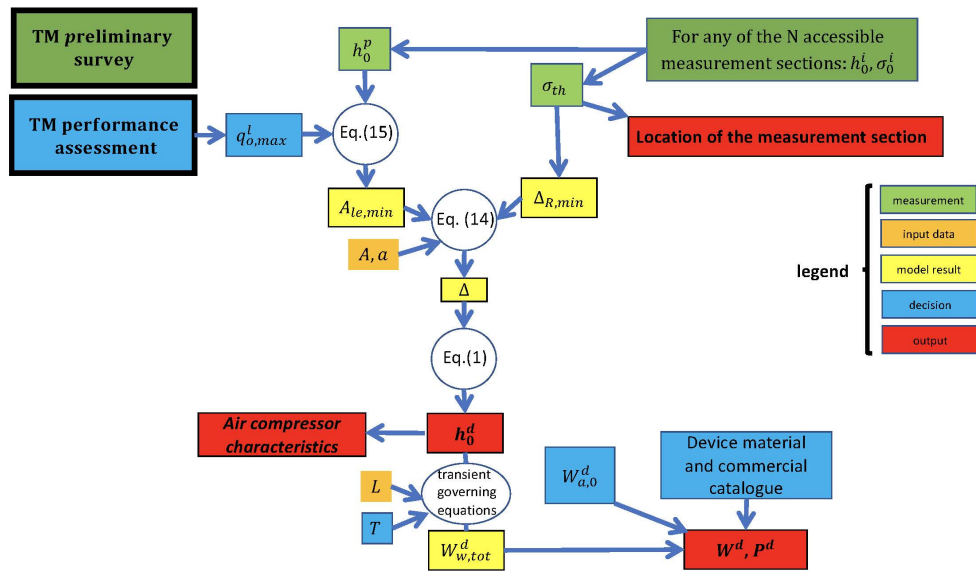 TM preliminary
survey
h_0^p
For any of the N accessible
measurement sections: h_0^i, σ_0^i
σ_th
TM performance
assessment
q_{o,max}^l
Eq.(15)
Location of the measurement section
A_{le,min}
Eq. (14)
Δ_{R,min}
A, a
Δ
Eq.(1)
legend
measurement
input data
model result
decision
output
Air compressor
characteristics
h_0^d
L
T
transient
governing
equations
W_{w,tot}^d
W_{a,0}^d
Device material
and commercial
catalogue
W^d, P^d